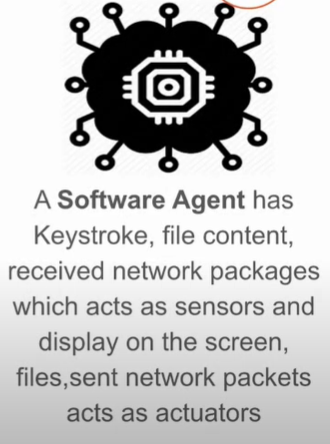 A Software Agent has
Keystroke, file content,
received network packages
which acts as sensors and
display on the screen,
files,sent network packets
acts as actuators